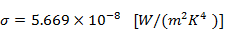 σ = 5.669 × 10⁻⁸ [W/(m²K⁴ )]